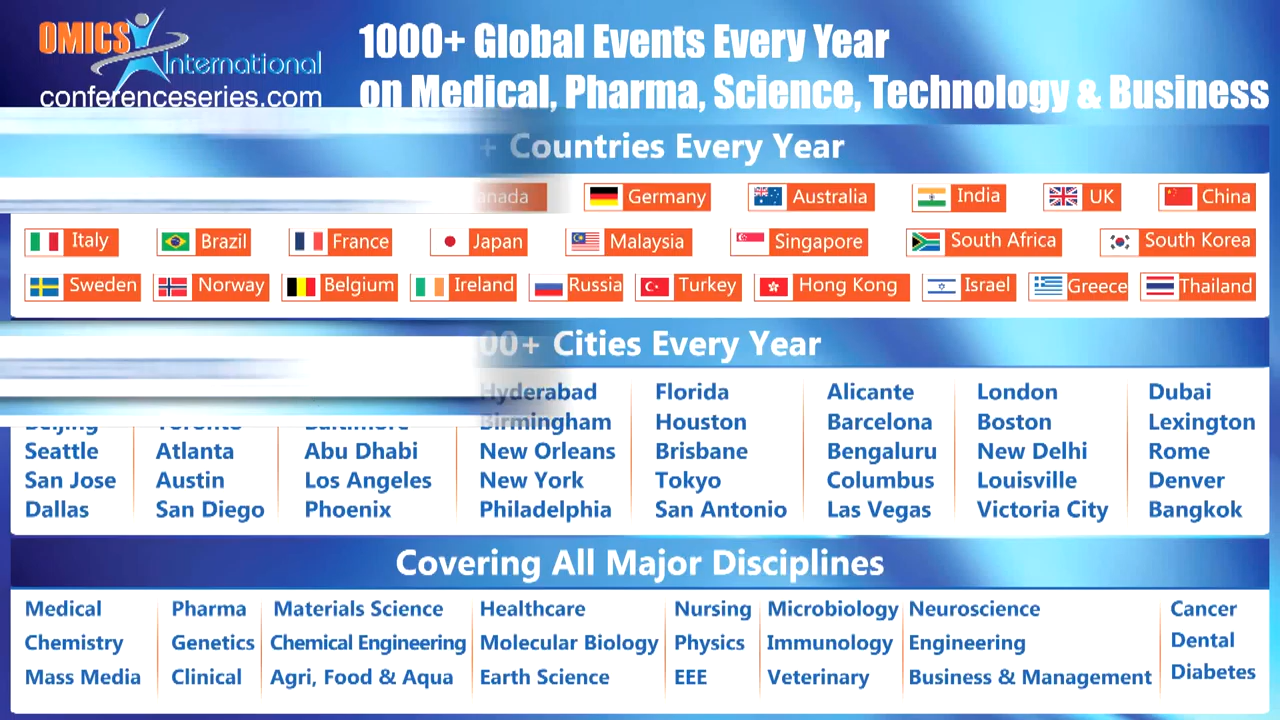 OMICS International
conferenceseries.com
1000+ Global Events Every Year
on Medical, Pharma, Science, Technology & Business
+ Countries Every Year
Germany Australia India UK China
Italy Brazil France Japan Malaysia Singapore South Africa South Korea
Sweden Norway Belgium Ireland Russia Turkey Hong Kong Israel Greece Thailand
00+ Cities Every Year
Hyderabad Florida Alicante London Dubai
Beijing Toronto Baltimore Birmingham Houston Barcelona Boston Lexington
Seattle Atlanta Abu Dhabi New Orleans Brisbane Bengaluru New Delhi Rome
San Jose Austin Los Angeles New York Tokyo Columbus Louisville Denver
Dallas San Diego Phoenix Philadelphia San Antonio Las Vegas Victoria City Bangkok
Covering All Major Disciplines
Medical Pharma Materials Science Healthcare Nursing Microbiology Neuroscience Cancer
Chemistry Genetics Chemical Engineering Molecular Biology Physics Immunology Engineering Dental
Mass Media Clinical Agri, Food & Aqua Earth Science EEE Veterinary Business & Management Diabetes